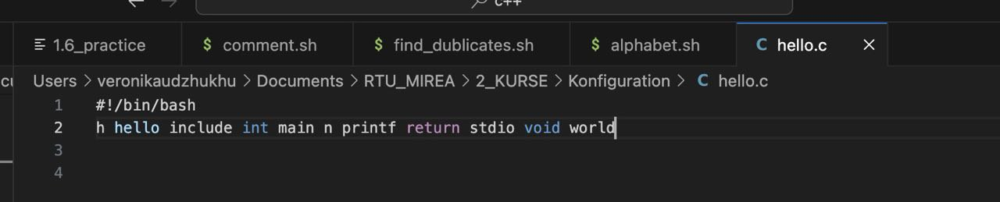 c++
1.6_practice $ comment.sh $ find_dublicates.sh $ alphabet.sh C hello.c
Users > veronikaudzhukhu > Documents > RTU_MIREA > 2_KURSE > Konfiguration > C hello.c
1 #!/bin/bash
2 h hello include int main n printf return stdio void world
3
4